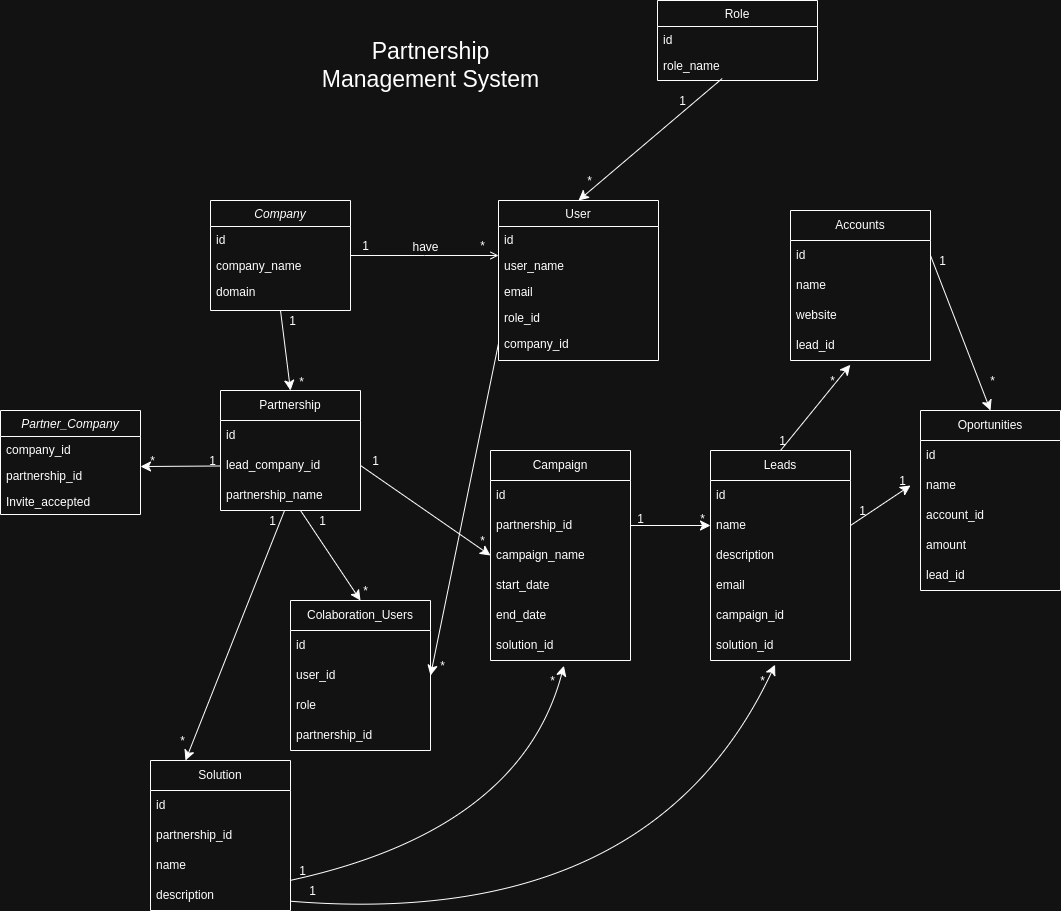 Partnership
Management System
Role
id
role_name
1
*
Company
id
company_name
domain
1
have
*
User
id
user_name
email
role_id
company_id
Accounts
id
name
website
lead_id
1
*
1
*
*
1
Partner_Company
company_id
partnership_id
Invite_accepted
*
1
Partnership
id
lead_company_id
partnership_name
1
*
1
1
*
*
Campaign
id
partnership_id
campaign_name
start_date
end_date
solution_id
1
*
Leads
id
name
description
email
campaign_id
solution_id
1
1
Oportunities
id
name
account_id
amount
lead_id
Colaboration_Users
id
user_id
role
partnership_id
*
*
*
Solution
id
partnership_id
name
description
1
1